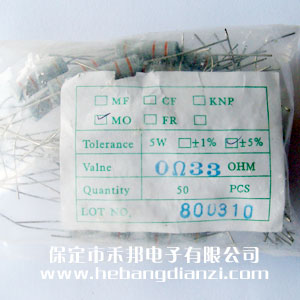 MF CF KNP
MO FR
Tolerance 5W ±1% ±5%
Valne 0Ω33 OHM
Quantity 50 PCS
LOT NO. 800310
保定市禾邦电子有限公司
www.hebangdianzi.com